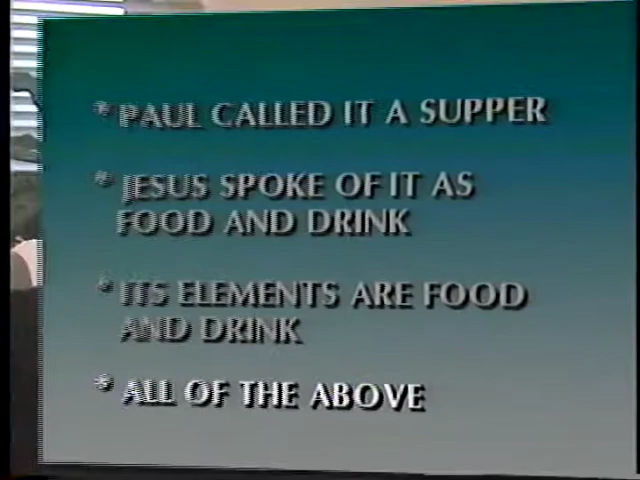 * PAUL CALLED IT A SUPPER
* JESUS SPOKE OF IT AS
FOOD AND DRINK
* ITS ELEMENTS ARE FOOD
AND DRINK
* ALL OF THE ABOVE